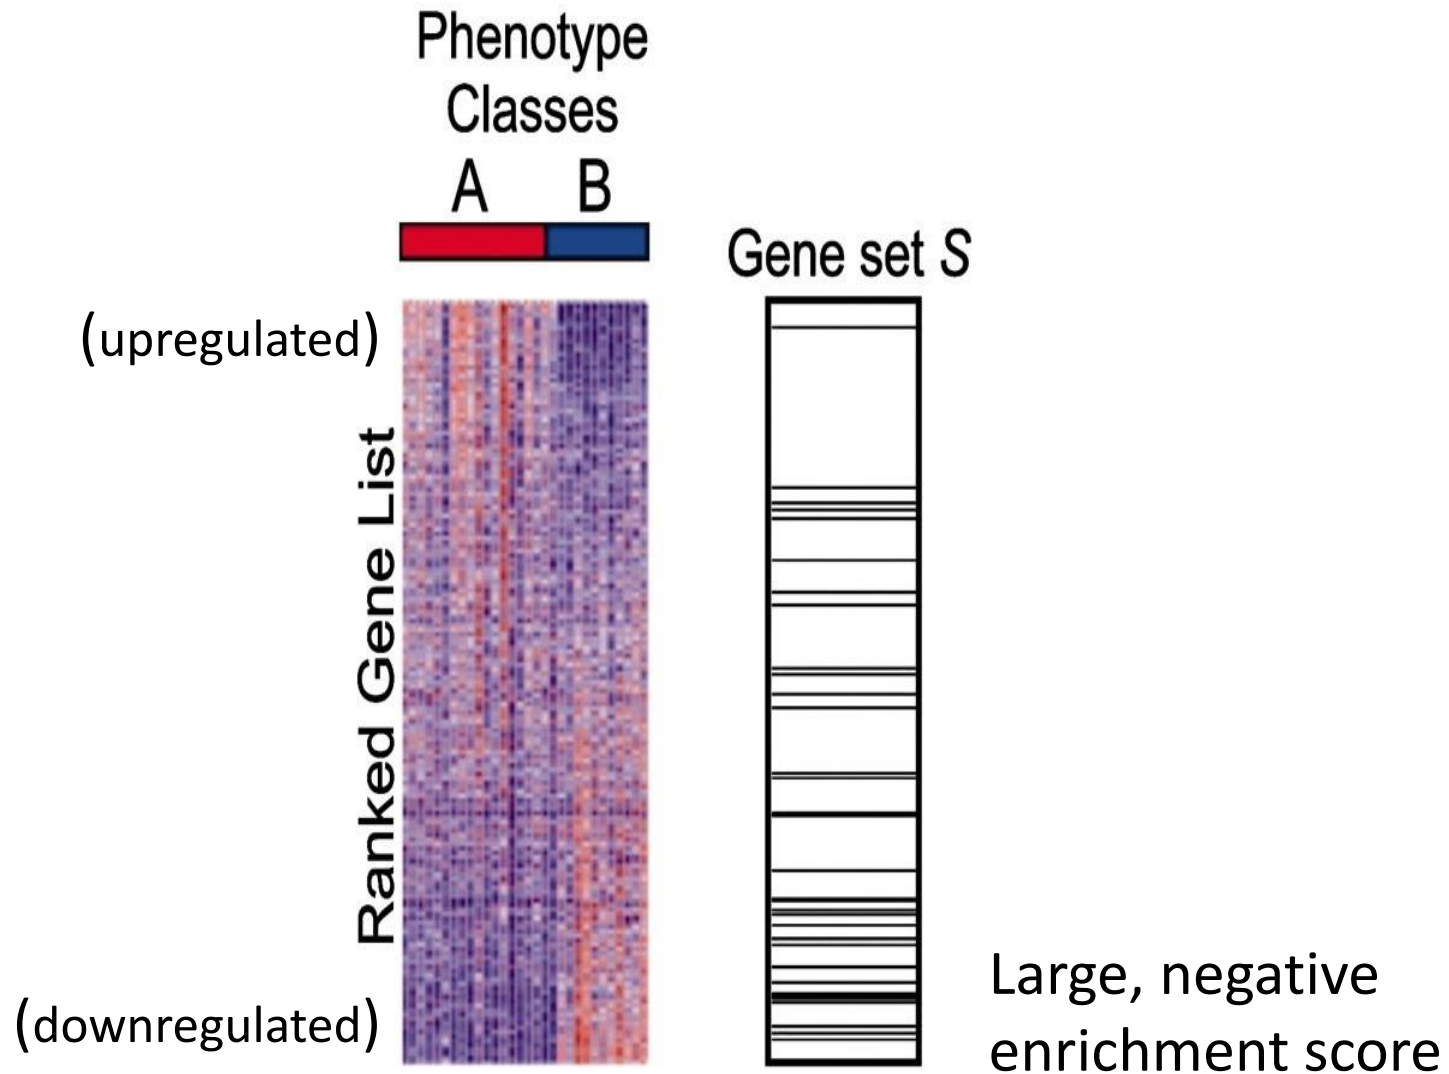 Phenotype
Classes
A B
Gene set S
(upregulated)
Ranked Gene List
(downregulated)
Large, negative
enrichment score